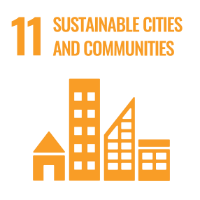 11 SUSTAINABLE CITIES
AND COMMUNITIES